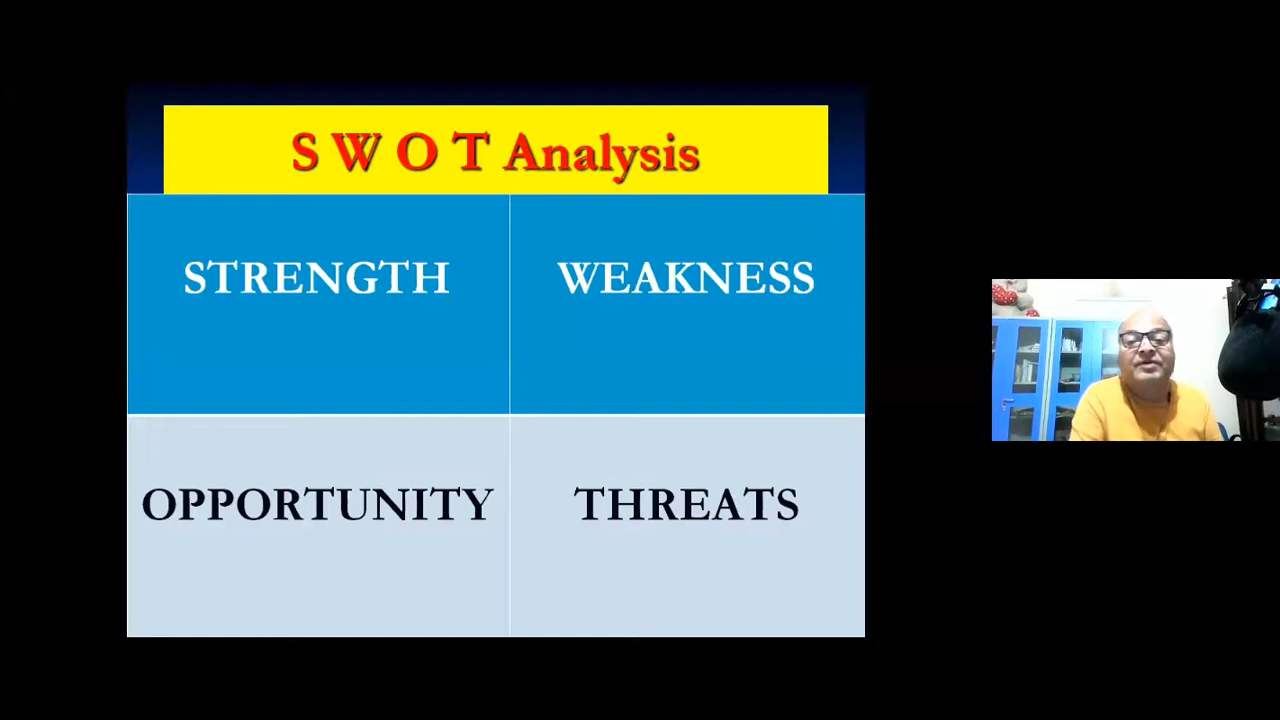 S W O T Analysis
STRENGTH
WEAKNESS
OPPORTUNITY
THREATS